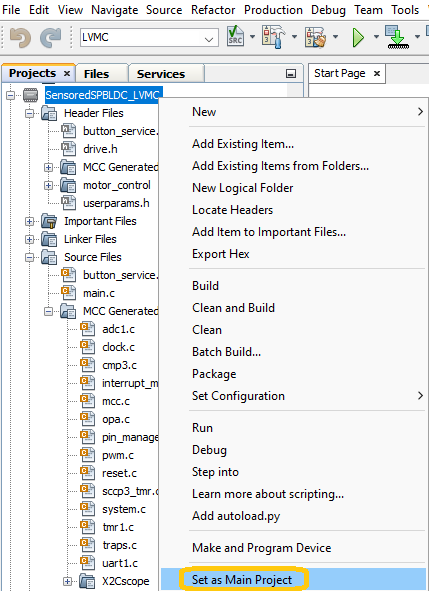 File Edit View Navigate Source Refactor Production Debug Team Tools
LVMC
SRC
Projects × Files Services
Start Page ×
SensoredSPBLDC_LVMC
Header Files
button_service.
drive.h
MCC Generated
motor_control
userparams.h
Important Files
Linker Files
Source Files
button_service.
main.c
MCC Generated
adc1.c
clock.c
cmp3.c
interrupt_m
mcc.c
opa.c
pin_manage
pwm.c
reset.c
sccp3_tmr.c
system.c
tmr1.c
traps.c
uart1.c
X2Cscope
New
Add Existing Item...
Add Existing Items from Folders...
New Logical Folder
Locate Headers
Add Item to Important Files...
Export Hex
Build
Clean and Build
Clean
Batch Build...
Package
Set Configuration
Run
Debug
Step into
Learn more about scripting...
Add autoload.py
Make and Program Device
Set as Main Project